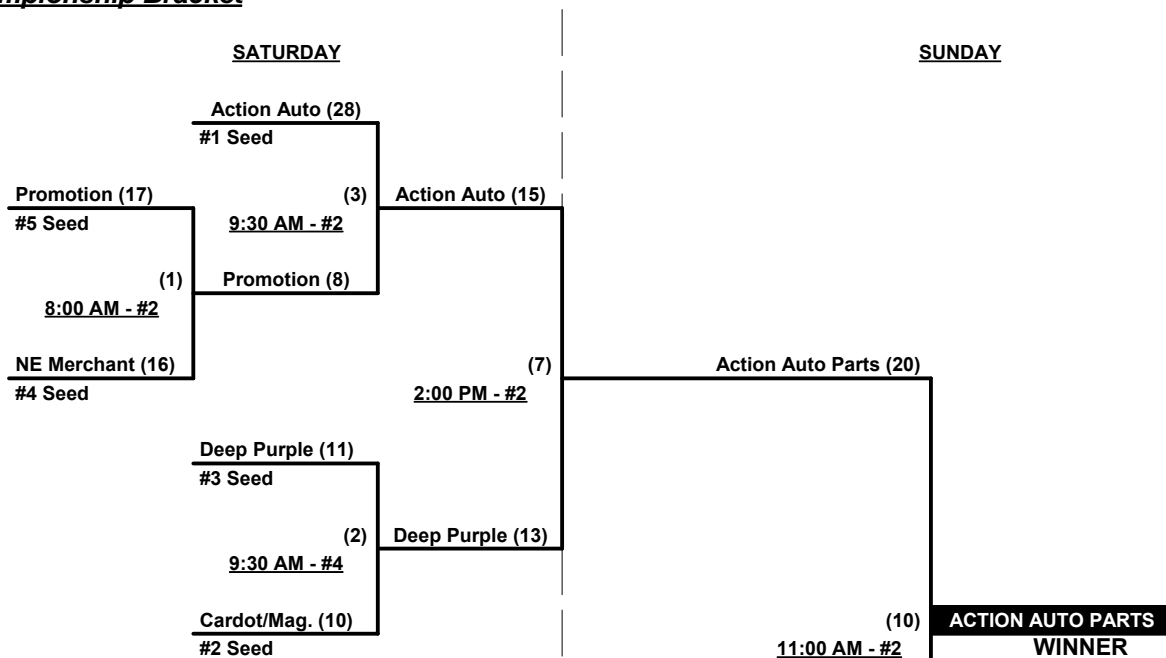 mpionship Bracket
SATURDAY
SUNDAY
Action Auto (28)
#1 Seed
Promotion (17)
(3)
Action Auto (15)
#5 Seed
9:30 AM - #2
(1)
Promotion (8)
8:00 AM - #2
NE Merchant (16)
(7)
Action Auto Parts (20)
#4 Seed
2:00 PM - #2
Deep Purple (11)
#3 Seed
(2)
Deep Purple (13)
9:30 AM - #4
Cardot/Mag. (10)
(10)
ACTION AUTO PARTS
#2 Seed
11:00 AM - #2
WINNER